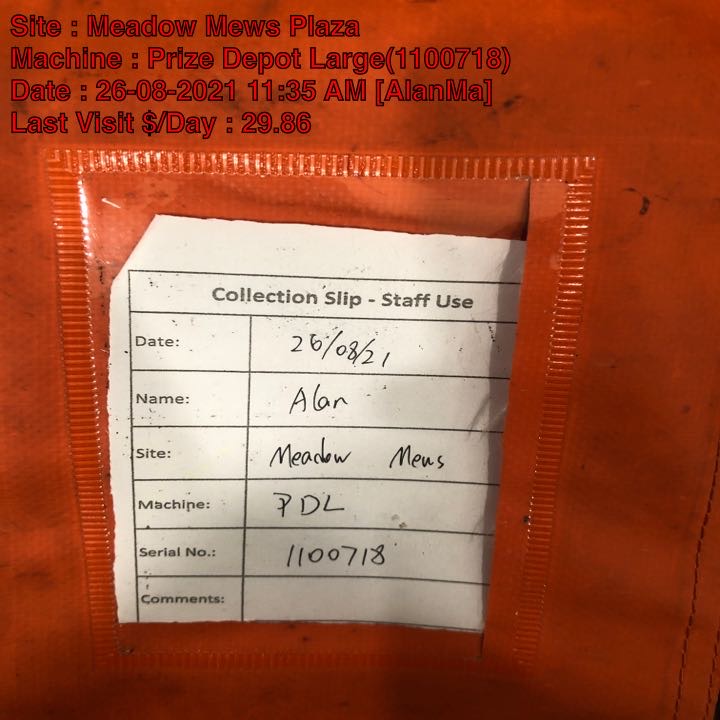 Site : Meadow Mews Plaza
Machine : Prize Depot Large(1100718)
Date : 26-08-2021 11:35 AM [AlanMa]
Last Visit $/Day : 29.86
Collection Slip - Staff Use
Date: 26/08/21
Name: Alan
Site: Meadow Mews
Machine: PDL
Serial No.: 1100718
Comments: